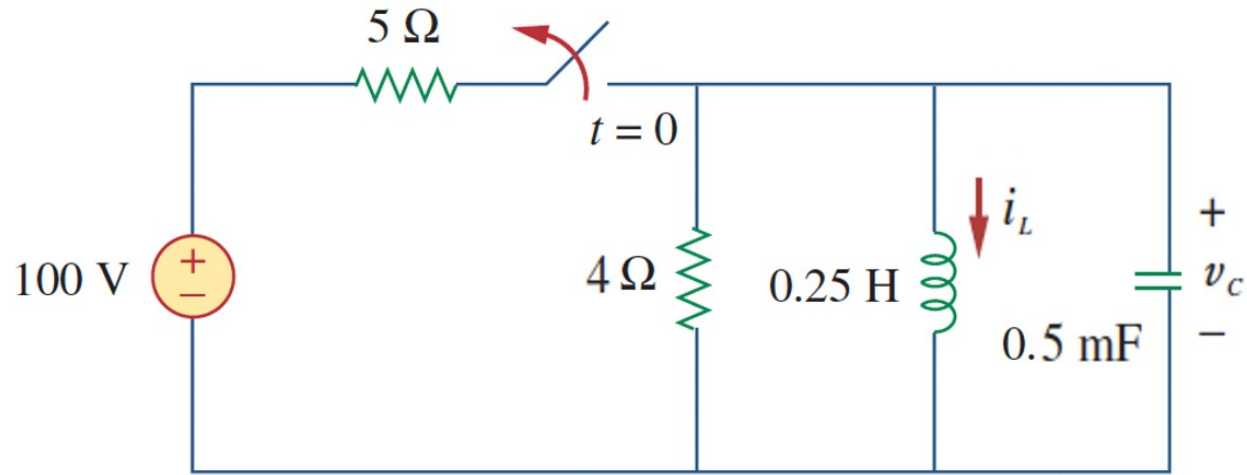 5 Ω
t = 0
100 V
+
−
4 Ω
0.25 H
i_L
0.5 mF
+
v_C
−